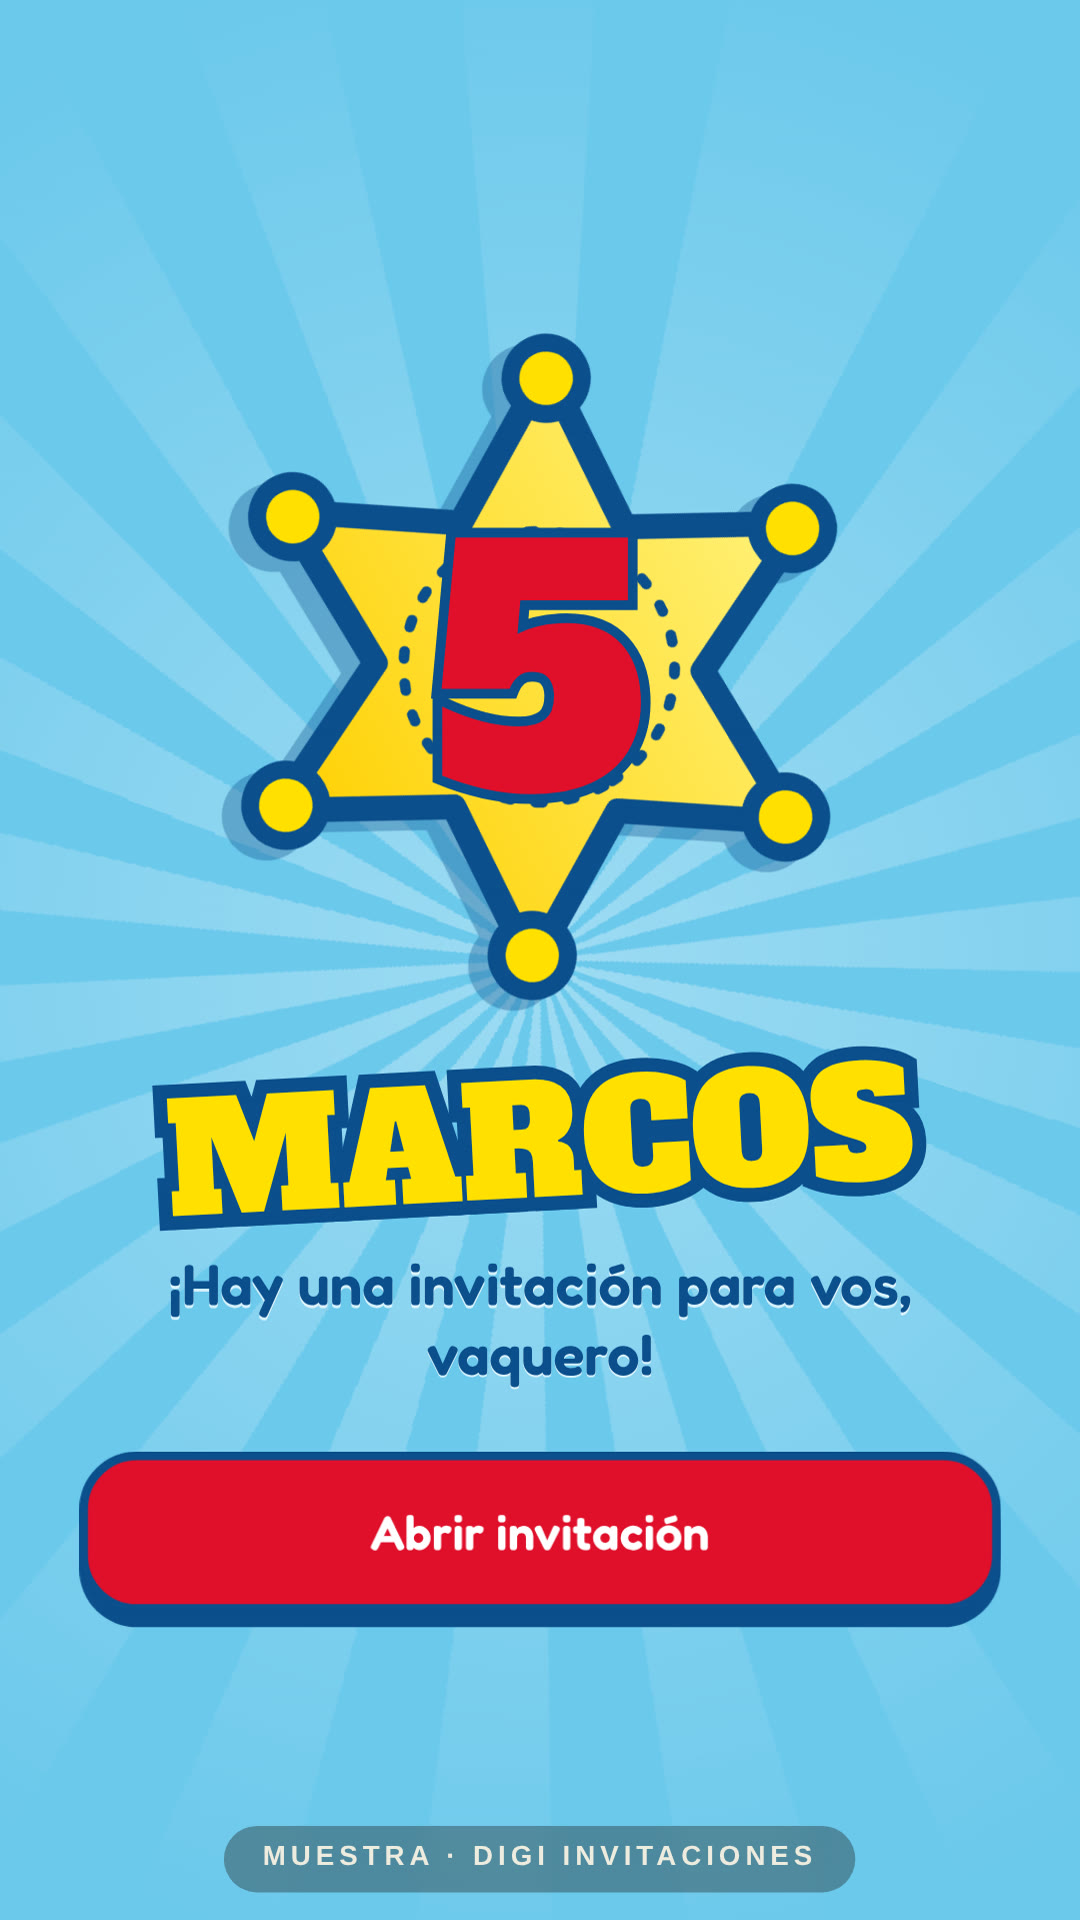 5
MARCOS
¡Hay una invitación para vos,
vaquero!
Abrir invitación
MUESTRA · DIGI INVITACIONES